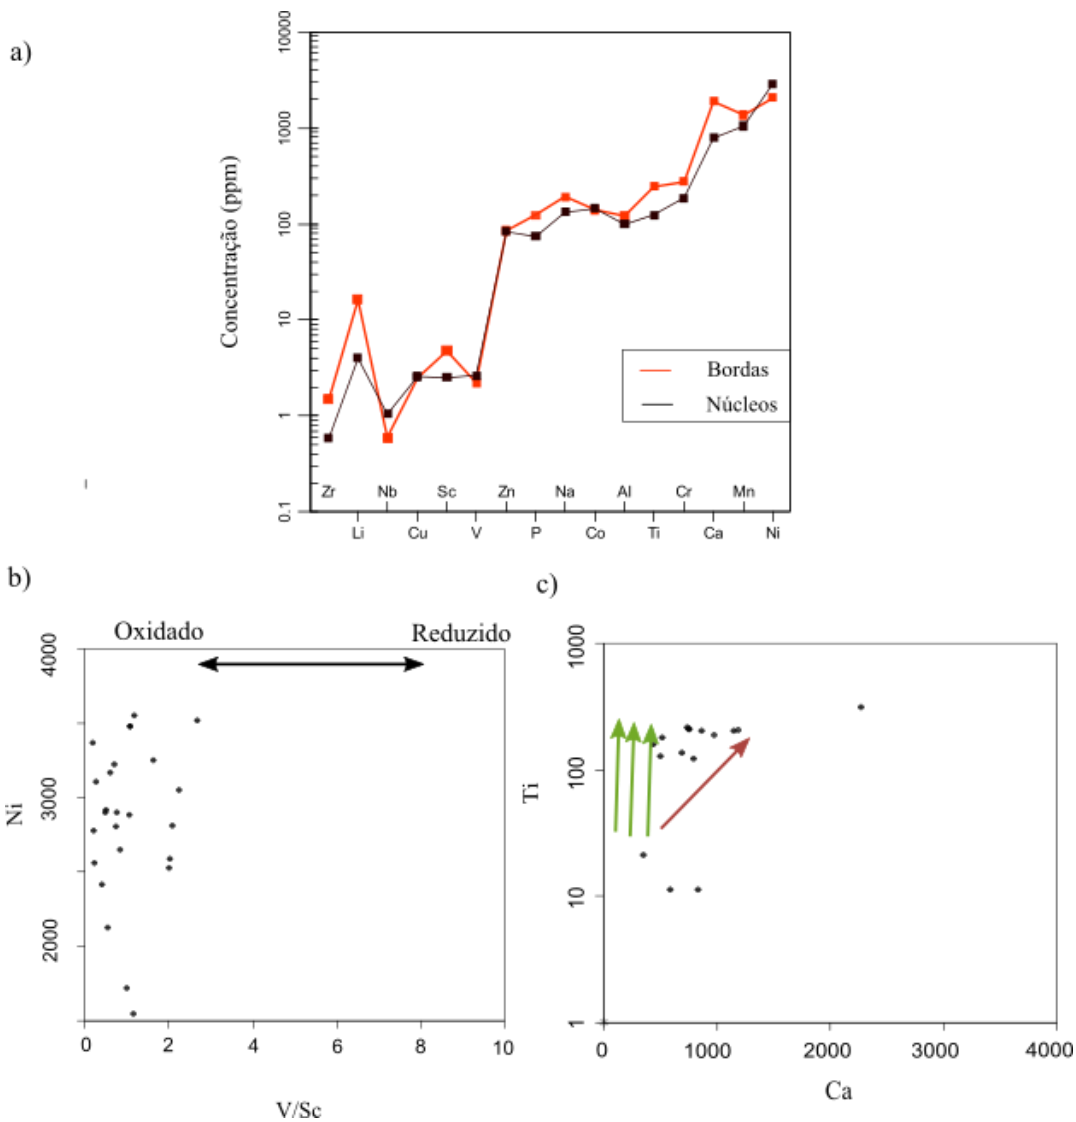 a)
Concentração (ppm)
10000
1000
100
10
1
0.1
Bordas
Núcleos
Zr Nb Sc Zn Na Al Cr Mn
Li Cu V P Co Ti Ca Ni
b)
Oxidado Reduzido
Ni
4000
3000
2000
0 2 4 6 8 10
V/Sc
c)
Ti
1000
100
10
1
0 1000 2000 3000 4000
Ca